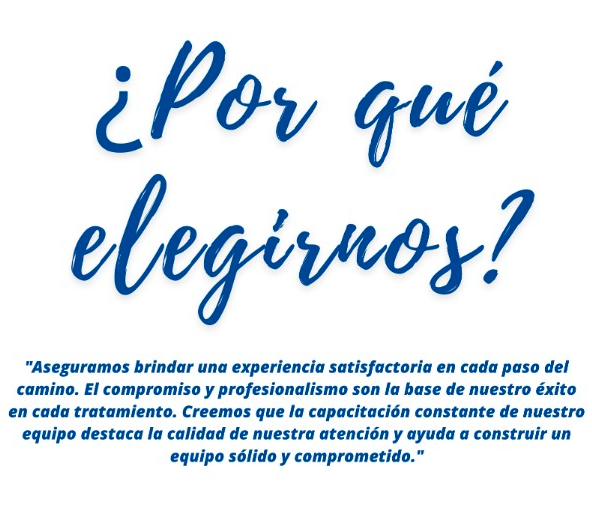 ¿Por qué
elegirnos?
"Aseguramos brindar una experiencia satisfactoria en cada paso del
camino. El compromiso y profesionalismo son la base de nuestro éxito
en cada tratamiento. Creemos que la capacitación constante de nuestro
equipo destaca la calidad de nuestra atención y ayuda a construir un
equipo sólido y comprometido."